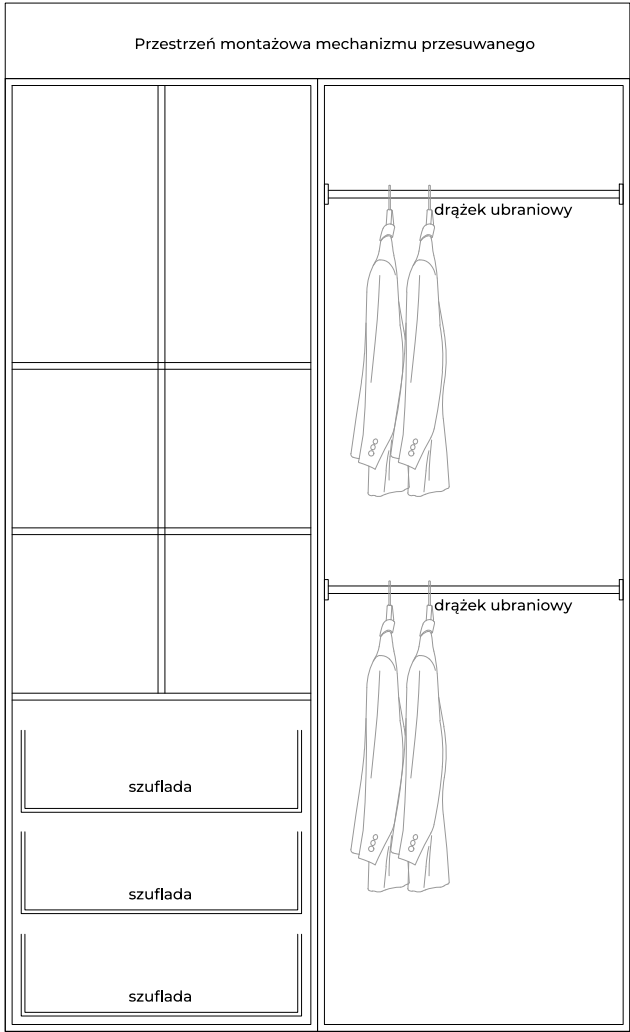 Przestrzeń montażowa mechanizmu przesuwanego
drążek ubraniowy
drążek ubraniowy
szuflada
szuflada
szuflada